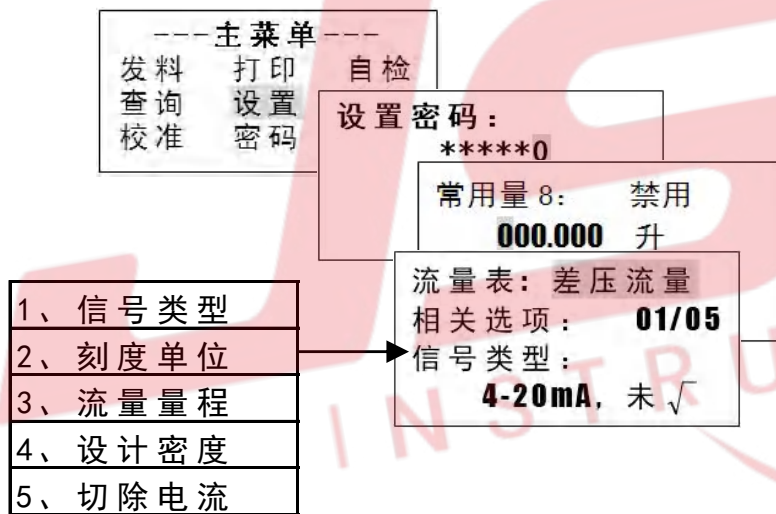 ---主菜单---
发料 打印 自检
查询 设置
校准 密码
设置密码：
*****0
常用量8： 禁用
000.000 升
流量表：差压流量
相关选项： 01/05
信号类型：
4-20mA，未√
1、信号类型
2、刻度单位
3、流量量程
4、设计密度
5、切除电流
INSTRU